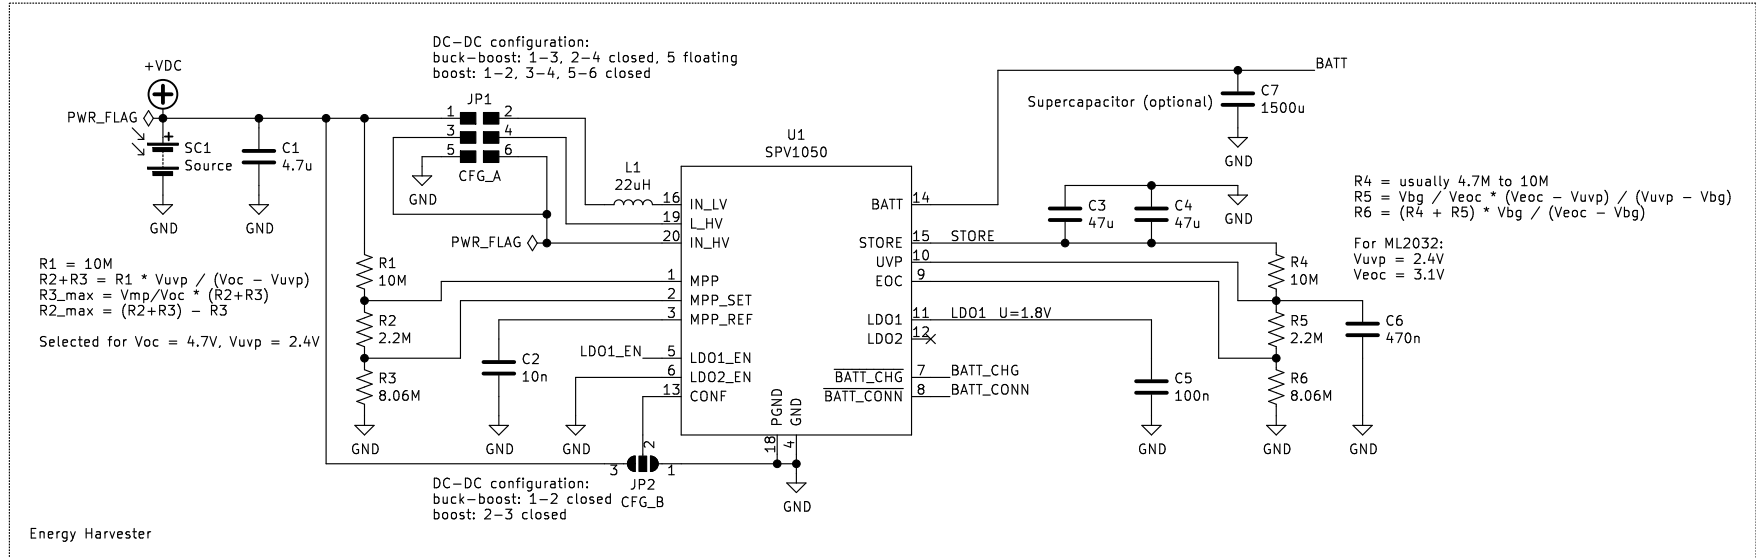 DC-DC configuration:
buck-boost: 1-3, 2-4 closed, 5 floating
boost: 1-2, 3-4, 5-6 closed
+VDC
PWR_FLAG
SC1
Source
C1
4.7u
GND
GND
JP1
1
2
3
4
5
6
CFG_A
GND
L1
22uH
PWR_FLAG
U1
SPV1050
16
IN_LV
19
L_HV
20
IN_HV
1
MPP
2
MPP_SET
3
MPP_REF
5
LDO1_EN
6
LDO2_EN
13
CONF
BATT
14
STORE
15
UVP
10
EOC
9
LDO1
11
LDO2
12
BATT_CHG
7
BATT_CONN
8
PGND
18
GND
4
BATT
Supercapacitor (optional)
C7
1500u
GND
C3
47u
C4
47u
GND
STORE
R4 = usually 4.7M to 10M
R5 = Vbg / Veoc * (Veoc - Vuvp) / (Vuvp - Vbg)
R6 = (R4 + R5) * Vbg / (Veoc - Vbg)
For ML2032:
Vuvp = 2.4V
Veoc = 3.1V
R1 = 10M
R2+R3 = R1 * Vuvp / (Voc - Vuvp)
R3_max = Vmp/Voc * (R2+R3)
R2_max = (R2+R3) - R3
Selected for Voc = 4.7V, Vuvp = 2.4V
R1
10M
R2
2.2M
R3
8.06M
GND
C2
10n
GND
LDO1_EN
GND
LDO1 U=1.8V
BATT_CHG
BATT_CONN
C5
100n
GND
R4
10M
R5
2.2M
R6
8.06M
GND
C6
470n
GND
3
2
1
JP2
CFG_B
GND
DC-DC configuration:
buck-boost: 1-2 closed
boost: 2-3 closed
Energy Harvester